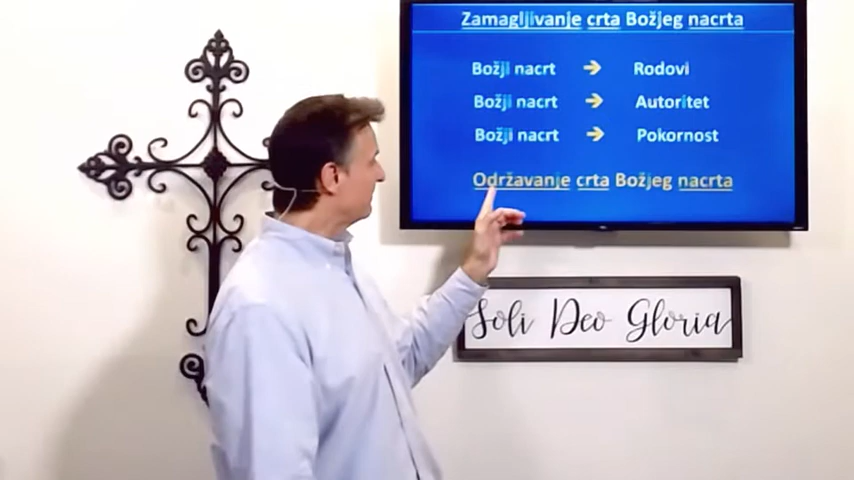 Zamagljivanje crta Božjeg nacrta
Božji nacrt → Rodovi
Božji nacrt → Autoritet
Božji nacrt → Pokornost
Održavanje crta Božjeg nacrta
Soli Deo Gloria